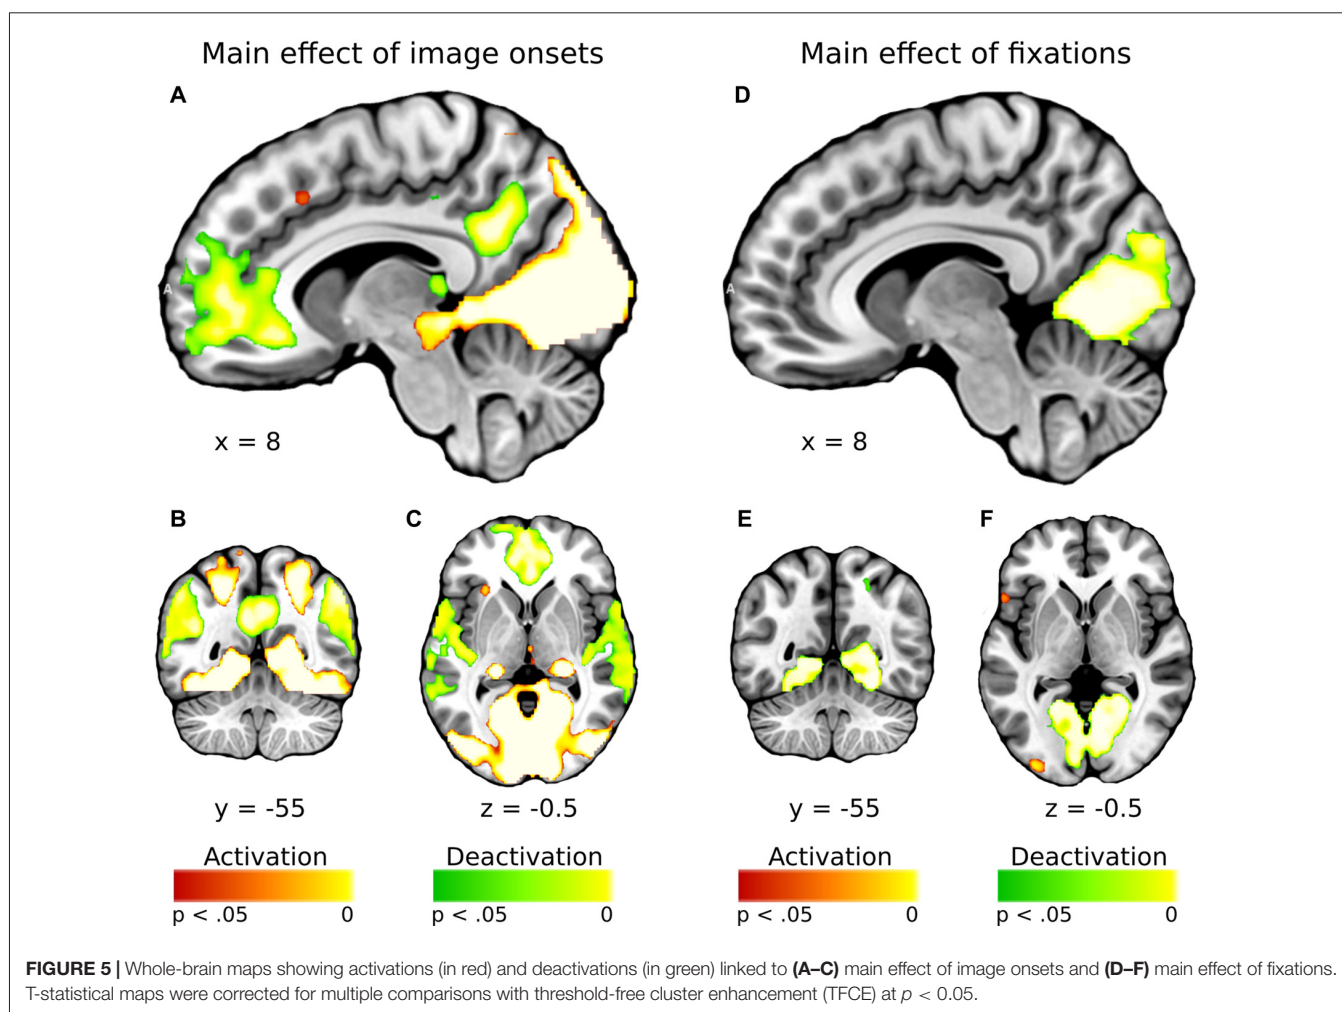 Main effect of image onsets
Main effect of fixations
A
D
A
A
x = 8
x = 8
B
C
E
F
y = -55
z = -0.5
y = -55
z = -0.5
Activation
Deactivation
Activation
Deactivation
p < .05 0
p < .05 0
p < .05 0
p < .05 0
FIGURE 5 | Whole-brain maps showing activations (in red) and deactivations (in green) linked to (A–C) main effect of image onsets and (D–F) main effect of fixations.
T-statistical maps were corrected for multiple comparisons with threshold-free cluster enhancement (TFCE) at p < 0.05.